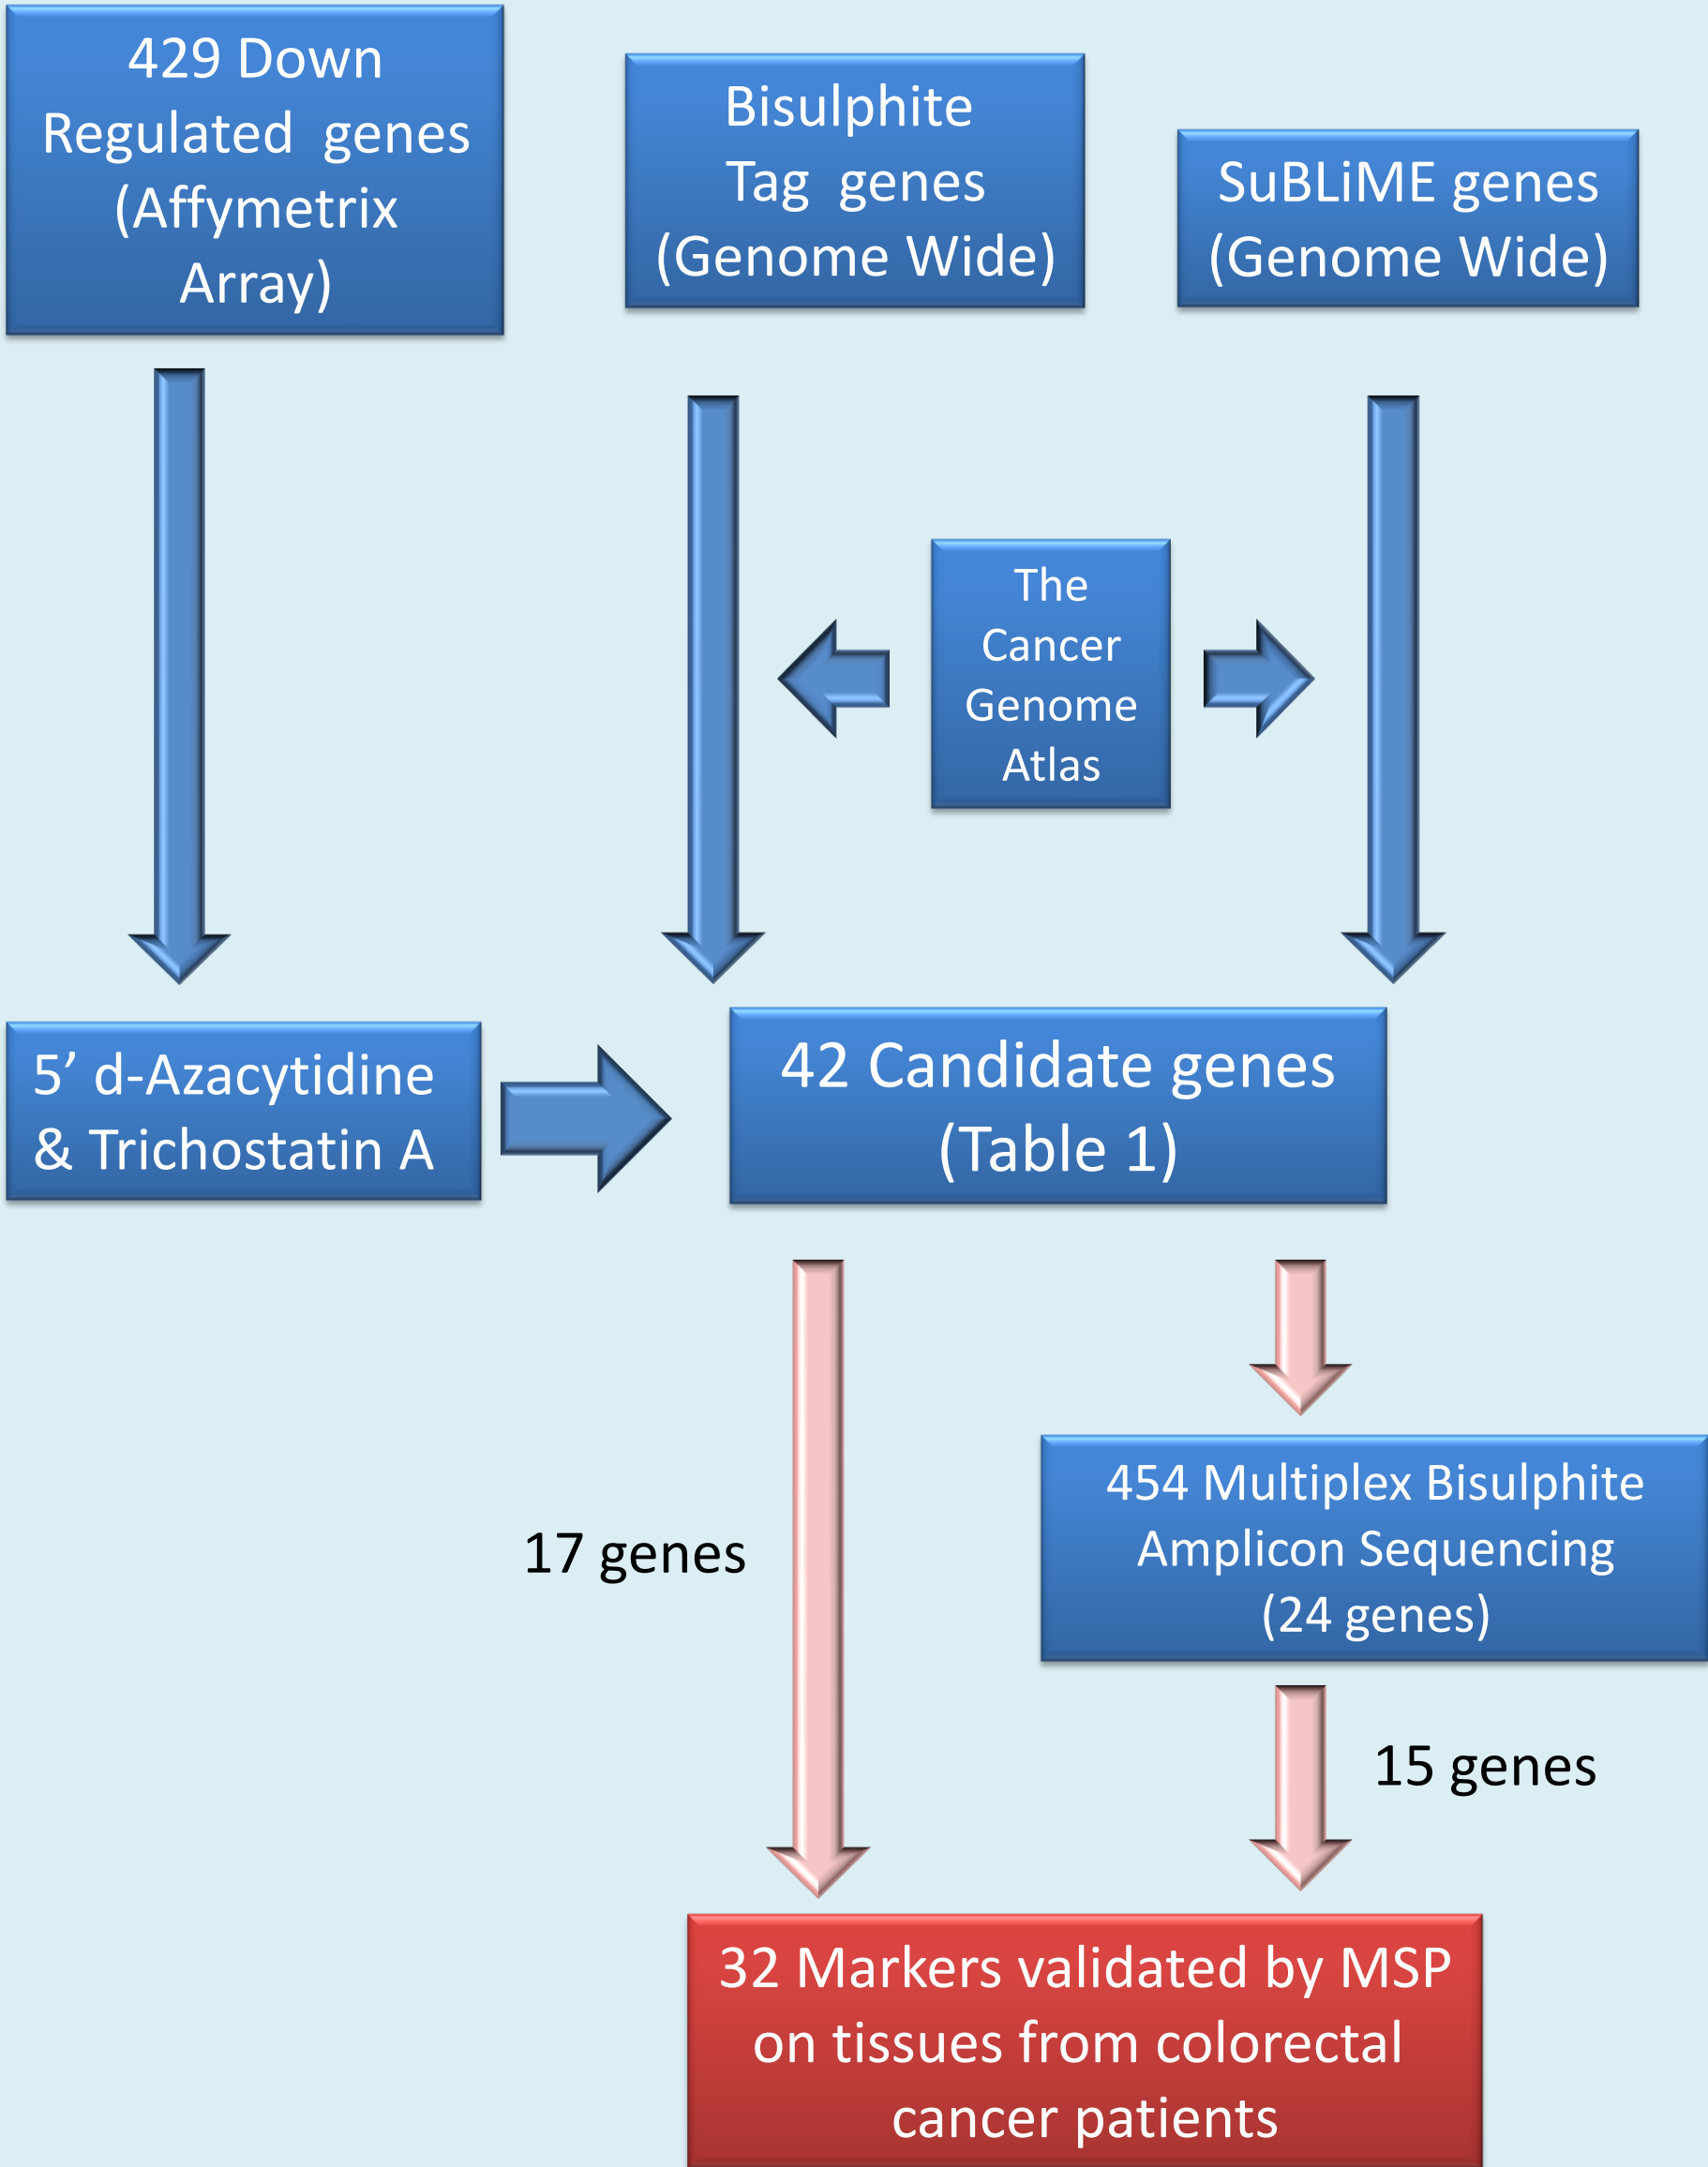 429 Down
Regulated genes
(Affymetrix
Array)
Bisulphite
Tag genes
(Genome Wide)
SuBLiME genes
(Genome Wide)
The
Cancer
Genome
Atlas
5’ d-Azacytidine
& Trichostatin A
42 Candidate genes
(Table 1)
17 genes
454 Multiplex Bisulphite
Amplicon Sequencing
(24 genes)
15 genes
32 Markers validated by MSP
on tissues from colorectal
cancer patients